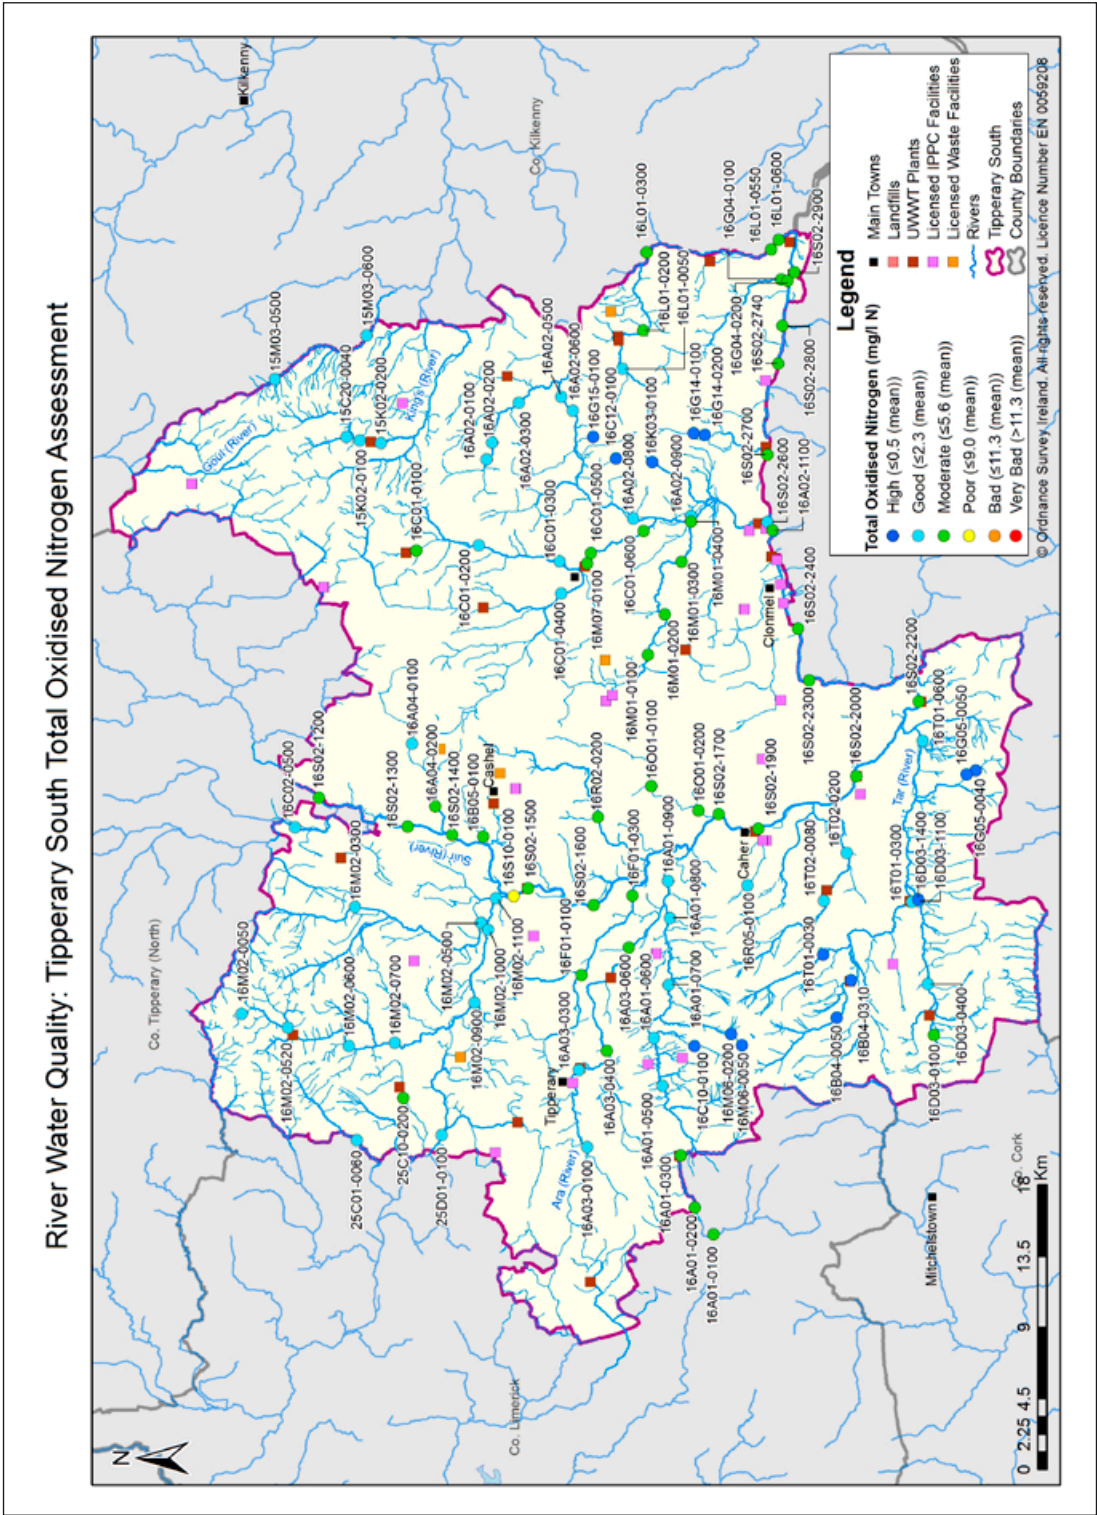 River Water Quality: Tipperary South Total Oxidised Nitrogen Assessment
N
Co. Tipperary (North)
Co. Kilkenny
Co. Limerick
Co. Cork
Kilkenny
Cashel
Tipperary
Caher
Clonmel
Mitchelstown
Goul (River)
King's (River)
Suir (River)
Ara (River)
Tar (River)
15M03-0500
15M03-0600
15C20-0040
15K02-0200
15K02-0100
16C01-0100
16C01-0200
16C01-0300
16C01-0400
16C01-0500
16C01-0600
16A02-0100
16A02-0200
16A02-0300
16A02-0500
16A02-0600
16G15-0100
16C12-0100
16A02-0800
16K03-0100
16A02-0900
16L01-0300
16L01-0200
16L01-0050
16G14-0100
16G14-0200
16G04-0100
16L01-0550
16L01-0600
16S02-2900
16G04-0200
16S02-2740
16S02-2800
16S02-2700
16S02-2600
16A02-1100
16S02-2400
16M07-0100
16M01-0400
16M01-0300
16M01-0200
16M01-0100
16S02-2300
16S02-2200
16T01-0600
16G05-0050
16G05-0040
16S02-2000
16T02-0200
16S02-1900
16S02-1700
16O01-0200
16O01-0100
16R02-0200
16C02-0500
16S02-1200
16S02-1300
16A04-0100
16A04-0200
16S02-1400
16B05-0100
16S10-0100
16S02-1500
16S02-1600
16F01-0300
16F01-0100
16A01-0900
16A01-0800
16A01-0700
16A01-0600
16A01-0500
16A03-0600
16A03-0400
16A03-0300
16A03-0100
16M02-0050
16M02-0300
16M02-0520
16M02-0600
16M02-0700
16M02-0500
16M02-0900
16M02-1000
16M02-1100
25C01-0060
25C10-0200
25D01-0100
16A01-0300
16A01-0200
16A01-0100
16C10-0100
16M06-0200
16M06-0050
16R05-0100
16T02-0080
16T01-0030
16B04-0310
16B04-0050
16T01-0300
16D03-1400
16D03-1100
16D03-0400
16D03-0100
Legend
Total Oxidised Nitrogen (mg/l N)
High (≤0.5 (mean))
Good (≤2.3 (mean))
Moderate (≤5.6 (mean))
Poor (≤9.0 (mean))
Bad (≤11.3 (mean))
Very Bad (>11.3 (mean))
Main Towns
Landfills
UWWT Plants
Licensed IPPC Facilities
Licensed Waste Facilities
Rivers
Tipperary South
County Boundaries
0 2.25 4.5 9 13.5 18
Km
© Ordnance Survey Ireland. All rights reserved. Licence Number EN 0059208